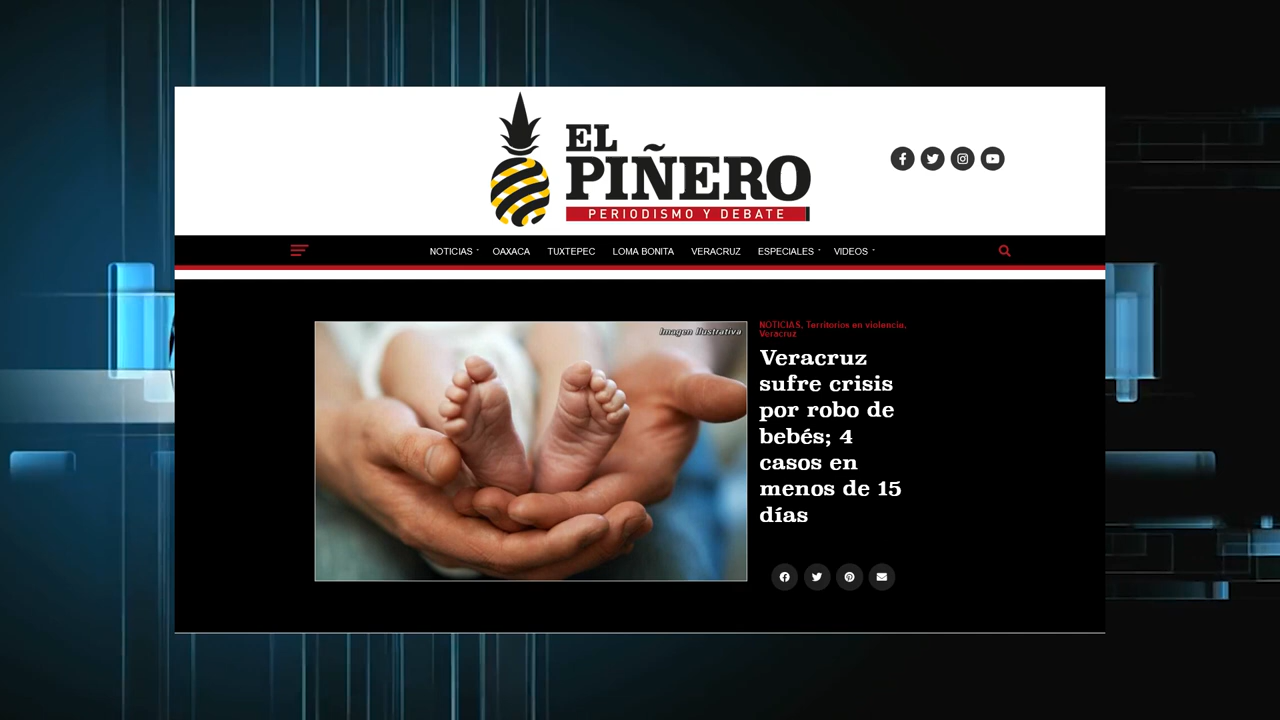 EL
PIÑERO
PERIODISMO Y DEBATE
NOTICIAS
OAXACA
TUXTEPEC
LOMA BONITA
VERACRUZ
ESPECIALES
VIDEOS
Imagen Ilustrativa
NOTICIAS, Territorios en violencia,
Veracruz
Veracruz
sufre crisis
por robo de
bebés; 4
casos en
menos de 15
días